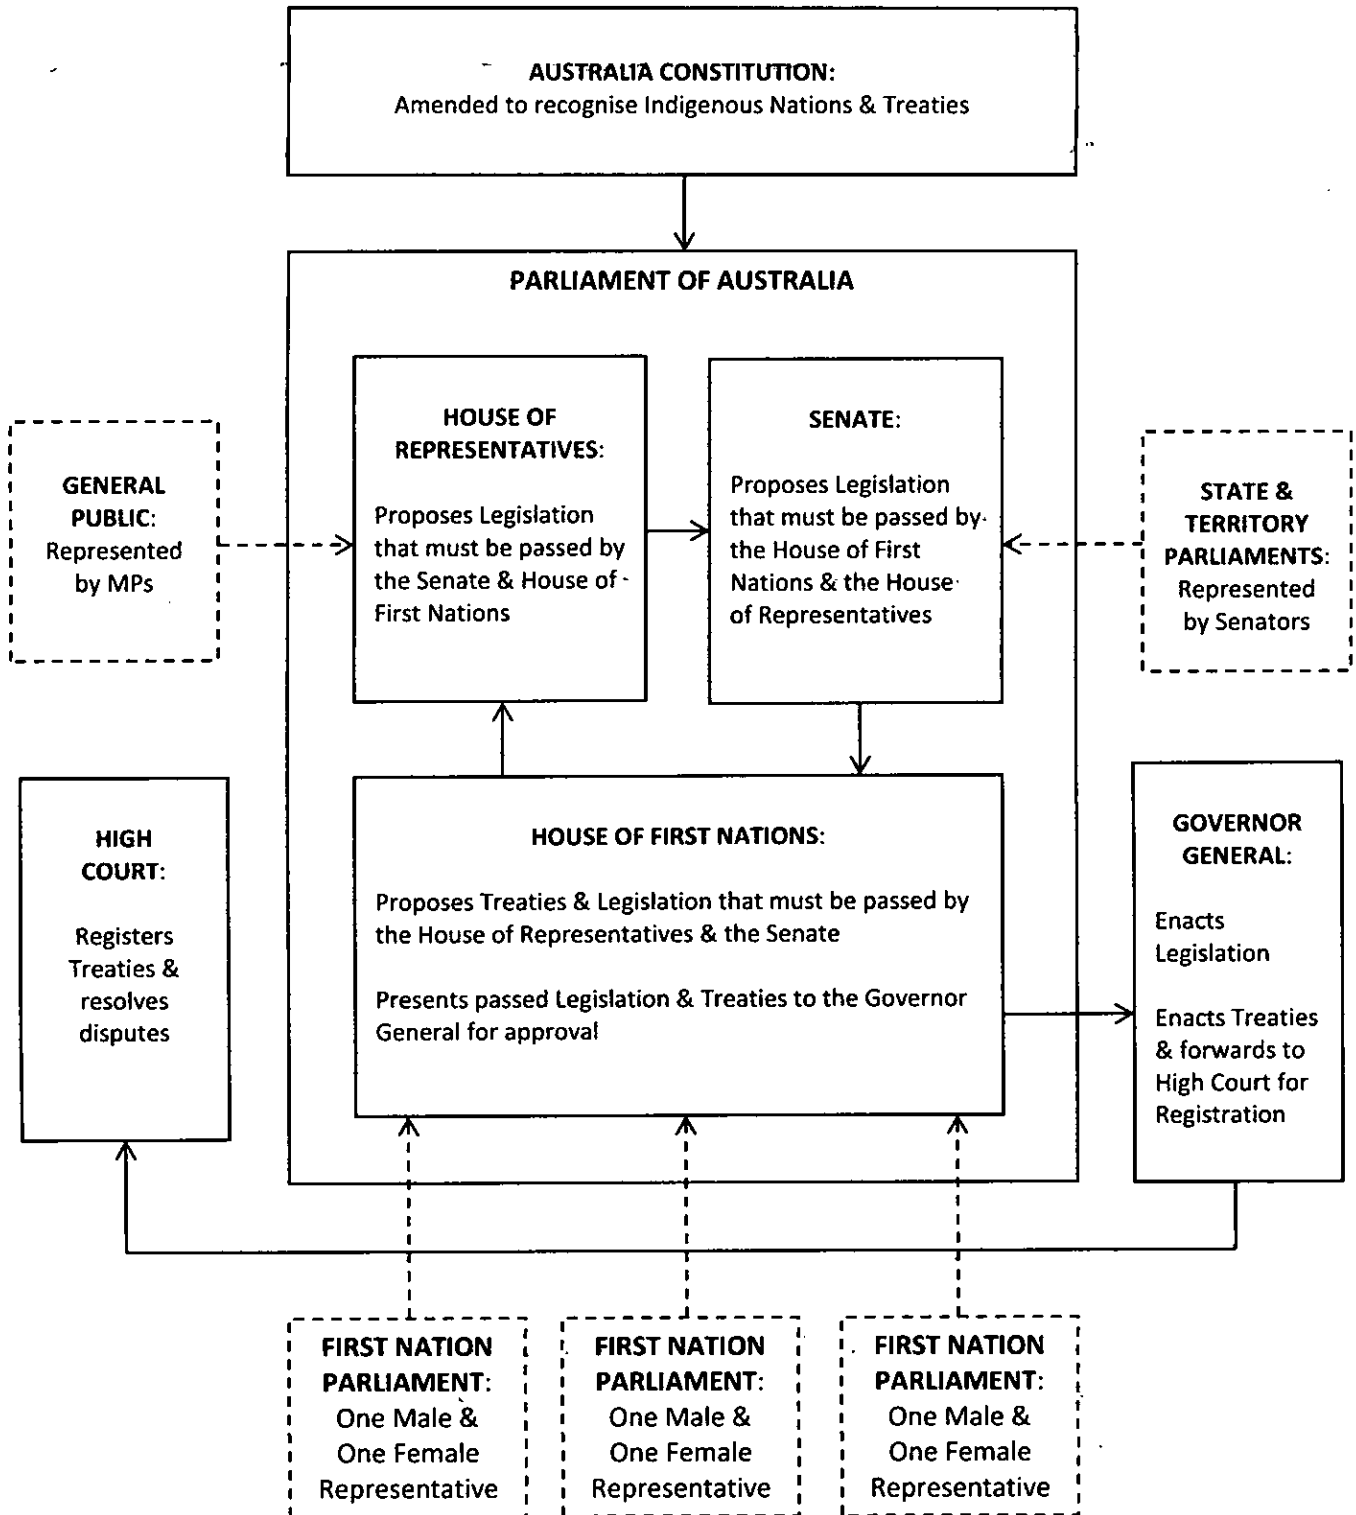 AUSTRALIA CONSTITUTION:
Amended to recognise Indigenous Nations & Treaties
PARLIAMENT OF AUSTRALIA
HOUSE OF
REPRESENTATIVES:
Proposes Legislation
that must be passed by
the Senate & House of
First Nations
SENATE:
Proposes Legislation
that must be passed by
the House of First
Nations & the House
of Representatives
GENERAL
PUBLIC:
Represented
by MPs
STATE &
TERRITORY
PARLIAMENTS:
Represented
by Senators
HIGH
COURT:
Registers
Treaties &
resolves
disputes
HOUSE OF FIRST NATIONS:
Proposes Treaties & Legislation that must be passed by
the House of Representatives & the Senate
Presents passed Legislation & Treaties to the Governor
General for approval
GOVERNOR
GENERAL:
Enacts
Legislation
Enacts Treaties
& forwards to
High Court for
Registration
FIRST NATION
PARLIAMENT:
One Male &
One Female
Representative
FIRST NATION
PARLIAMENT:
One Male &
One Female
Representative
FIRST NATION
PARLIAMENT:
One Male &
One Female
Representative